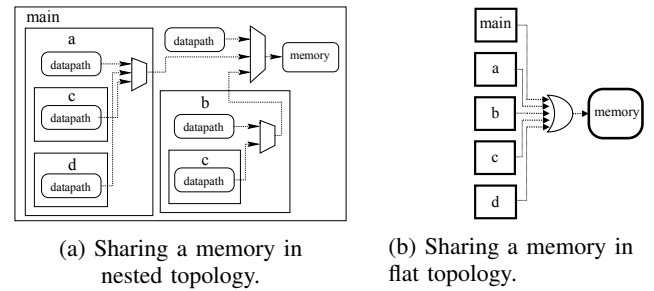 main
a
datapath
c
datapath
d
datapath
datapath
memory
b
datapath
c
datapath
(a) Sharing a memory in
nested topology.
main
a
b
c
d
memory
(b) Sharing a memory in
flat topology.